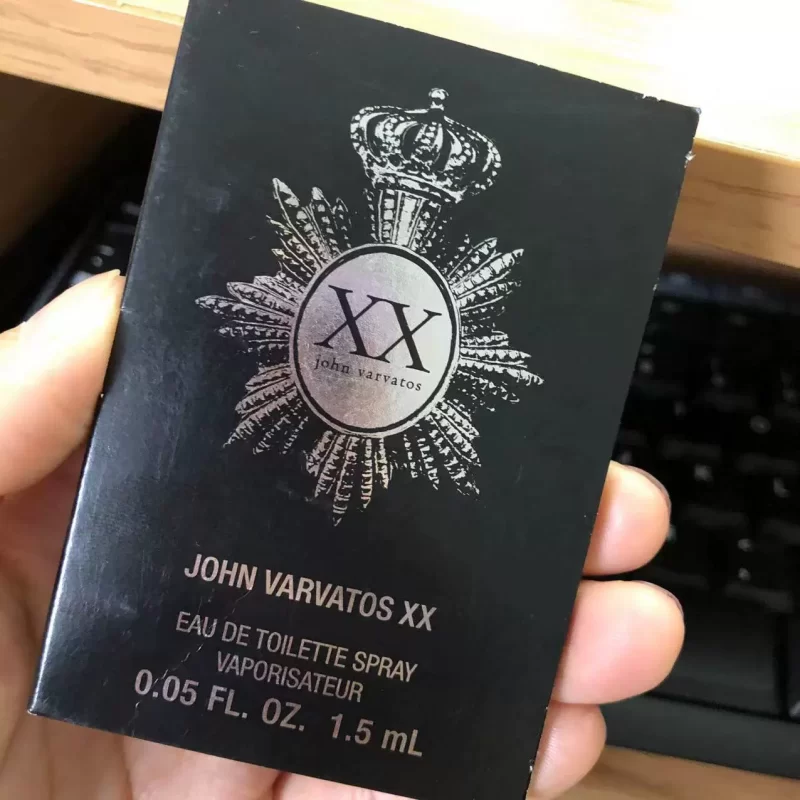 XX
john varvatos
JOHN VARVATOS XX
EAU DE TOILETTE SPRAY
VAPORISATEUR
0.05 FL. OZ. 1.5 mL